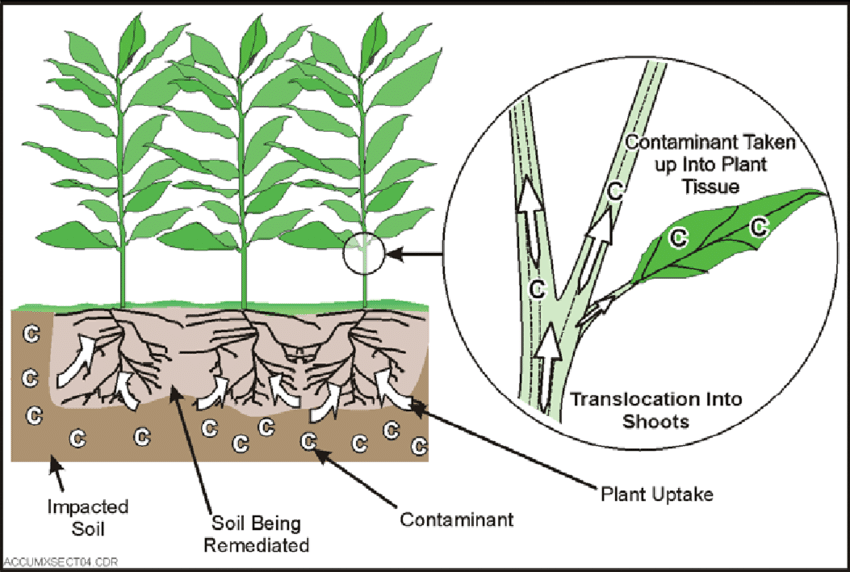 Contaminant Taken
up Into Plant
Tissue
C
C
C
C
Translocation Into
Shoots
C
C
C
C
C
C
C
C
C
C
C
C
Impacted
Soil
Soil Being
Remediated
Contaminant
Plant Uptake
ACCUMXSECT04.CDR